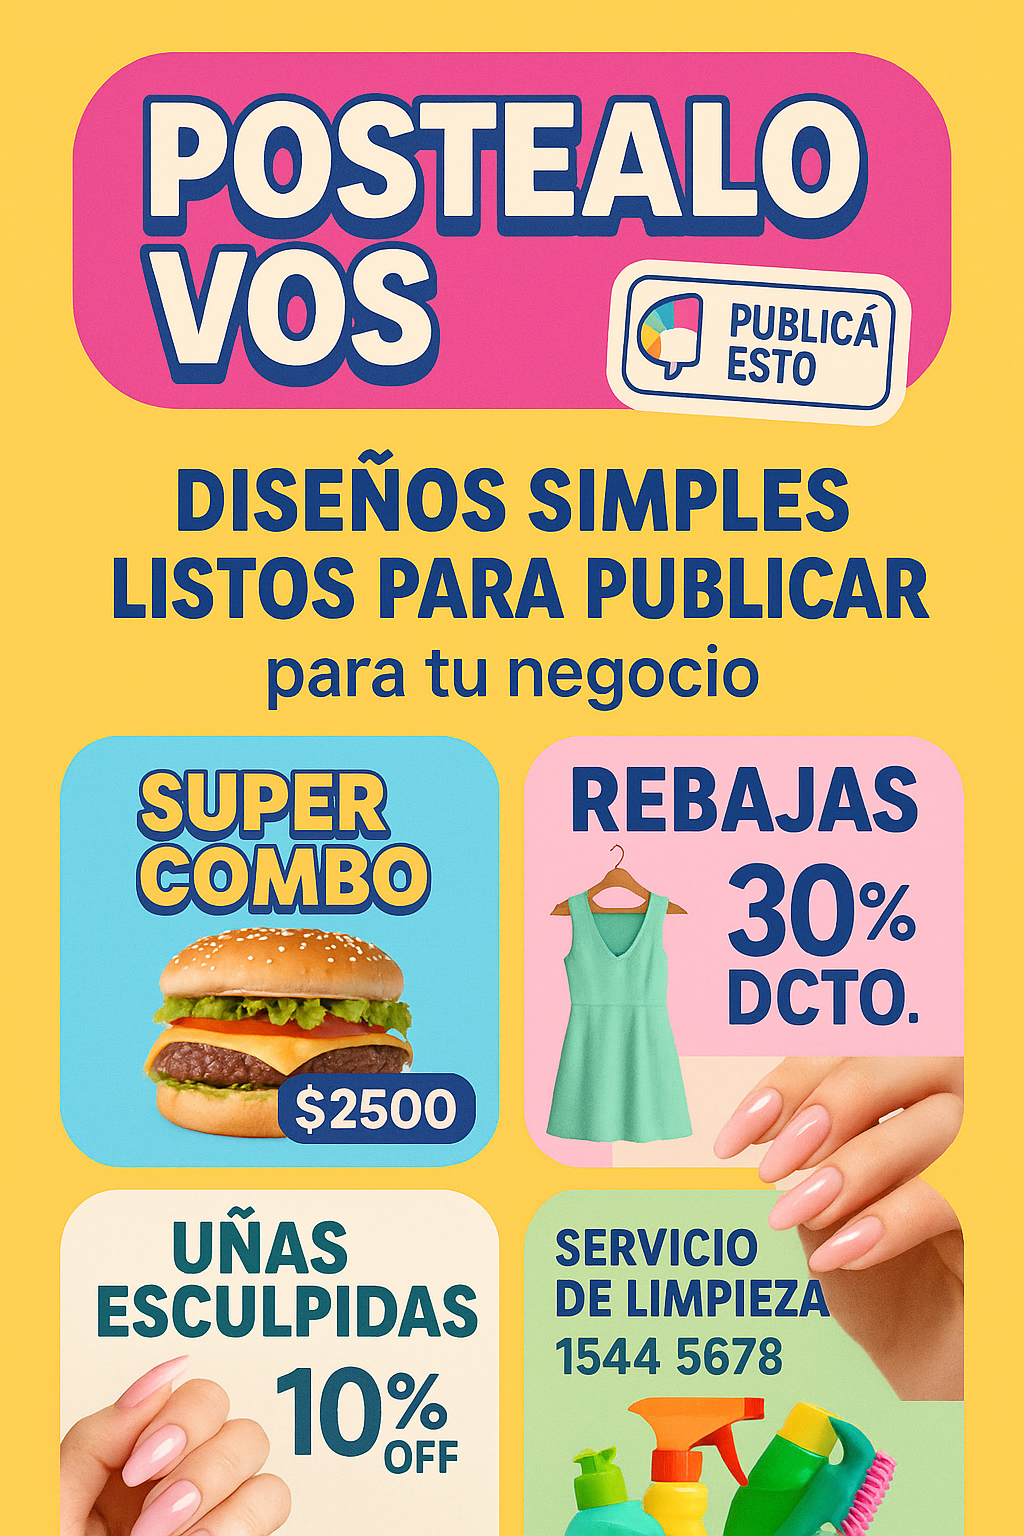 POSTEALO
VOS
PUBLICÁ
ESTO
DISEÑOS SIMPLES
LISTOS PARA PUBLICAR
para tu negocio
SUPER
COMBO
$2500
REBAJAS
30%
DCTO.
UÑAS
ESCULPIDAS
10%
OFF
SERVICIO
DE LIMPIEZA
1544 5678